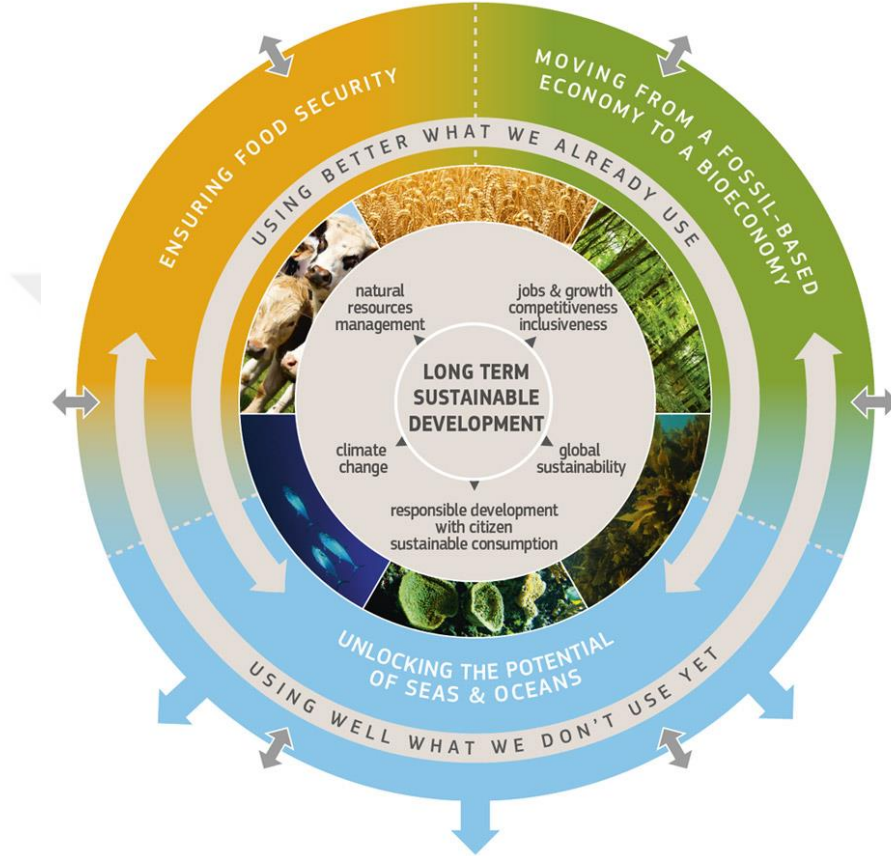 ENSURING FOOD SECURITY
MOVING FROM A FOSSIL-BASED
ECONOMY TO A BIOECONOMY
USING BETTER WHAT WE ALREADY USE
natural
resources
management
jobs & growth
competitiveness
inclusiveness
LONG TERM
SUSTAINABLE
DEVELOPMENT
climate
change
global
sustainability
responsible development
with citizen
sustainable consumption
UNLOCKING THE POTENTIAL
OF SEAS & OCEANS
USING WELL WHAT WE DON'T USE YET